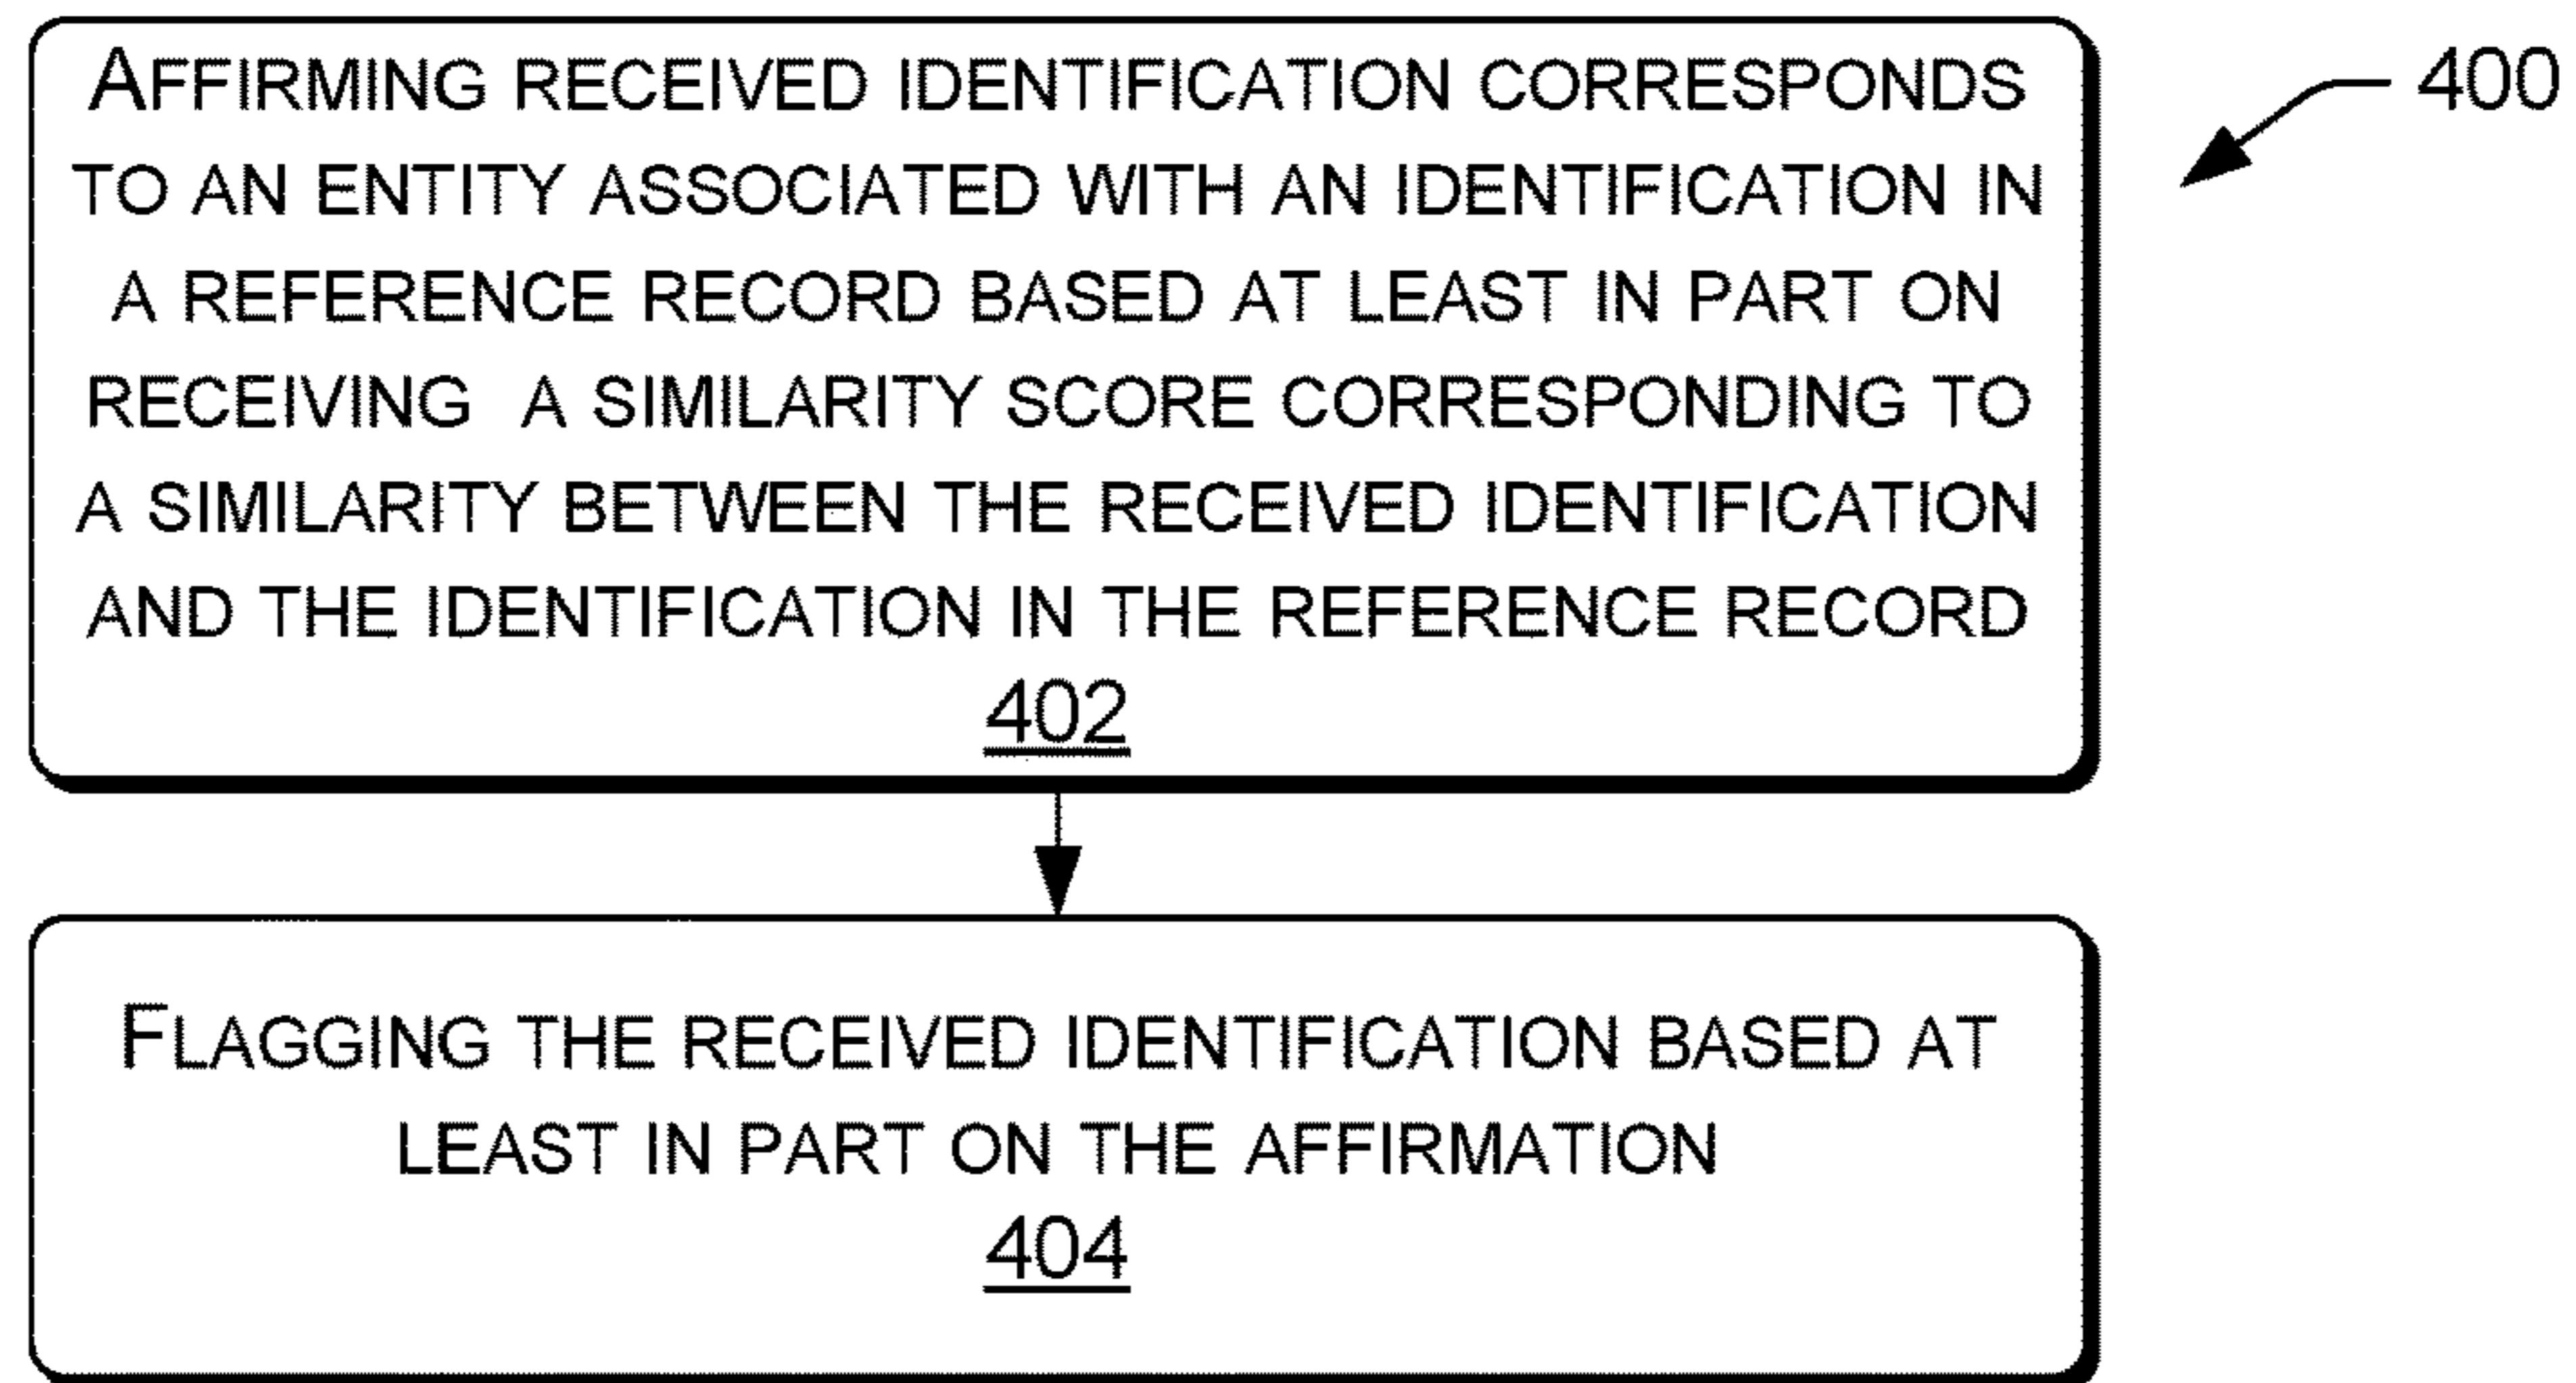 AFFIRMING RECEIVED IDENTIFICATION CORRESPONDS
400
TO AN ENTITY ASSOCIATED WITH AN IDENTIFICATION IN
A REFERENCE RECORD BASED AT LEAST IN PART ON
RECEIVING A SIMILARITY SCORE CORRESPONDING TO
A SIMILARITY BETWEEN THE RECEIVED IDENTIFICATION
AND THE IDENTIFICATION IN THE REFERENCE RECORD
402
FLAGGING THE RECEIVED IDENTIFICATION BASED AT
LEAST IN PART ON THE AFFIRMATION
404